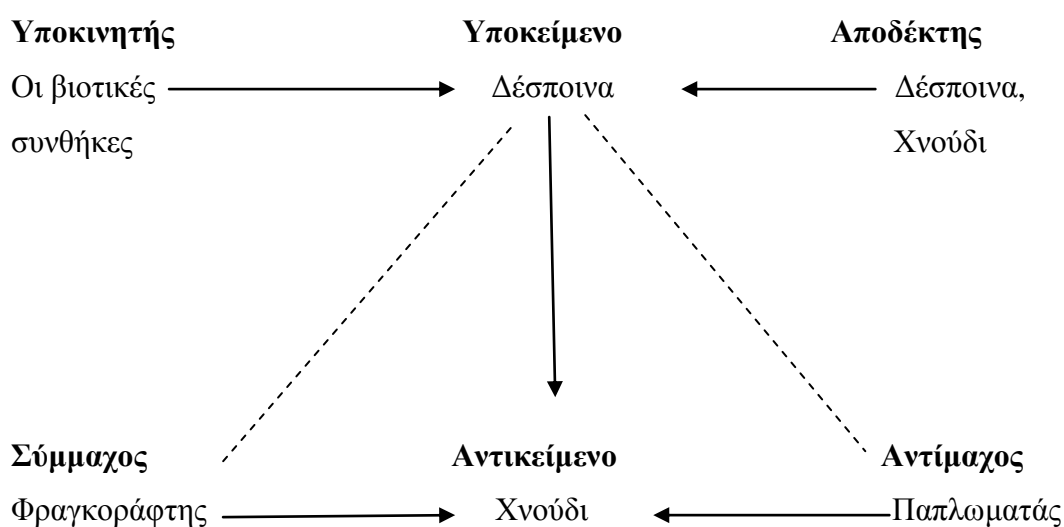 Υποκινητής Υποκείμενο Αποδέκτης
Οι βιοτικές Δέσποινα Δέσποινα,
συνθήκες Χνούδι
Σύμμαχος Αντικείμενο Αντίμαχος
Φραγκοράφτης Χνούδι Παπλωματάς